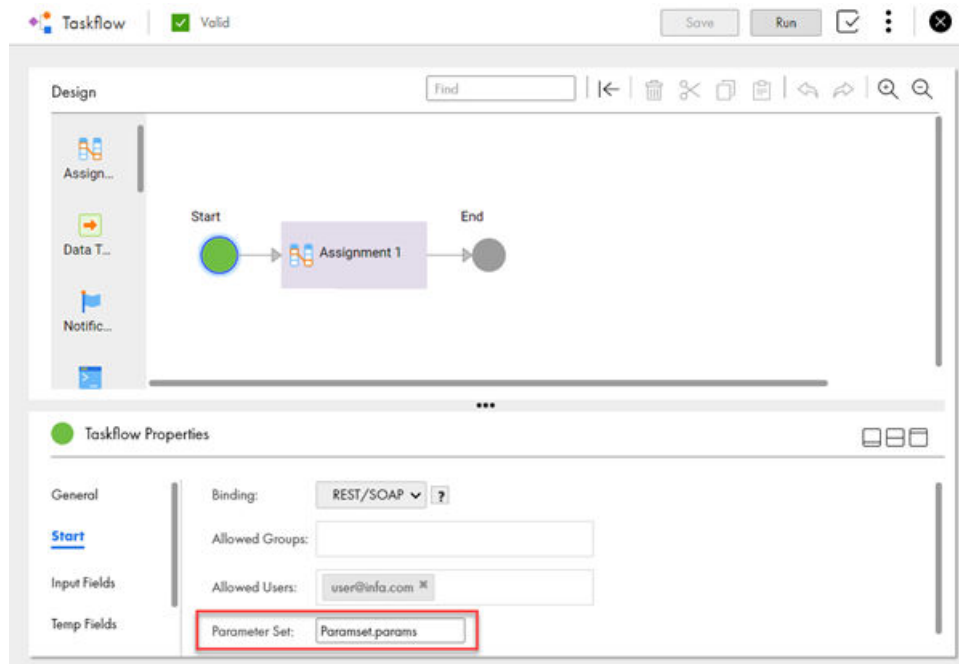 Taskflow Valid Save Run
Design Find
Assign...
Data T...
Notific...
Start End
Assignment 1
Taskflow Properties
General
Start
Input Fields
Temp Fields
Binding: REST/SOAP ?
Allowed Groups:
Allowed Users: user@infa.com
Parameter Set: Paramset.params